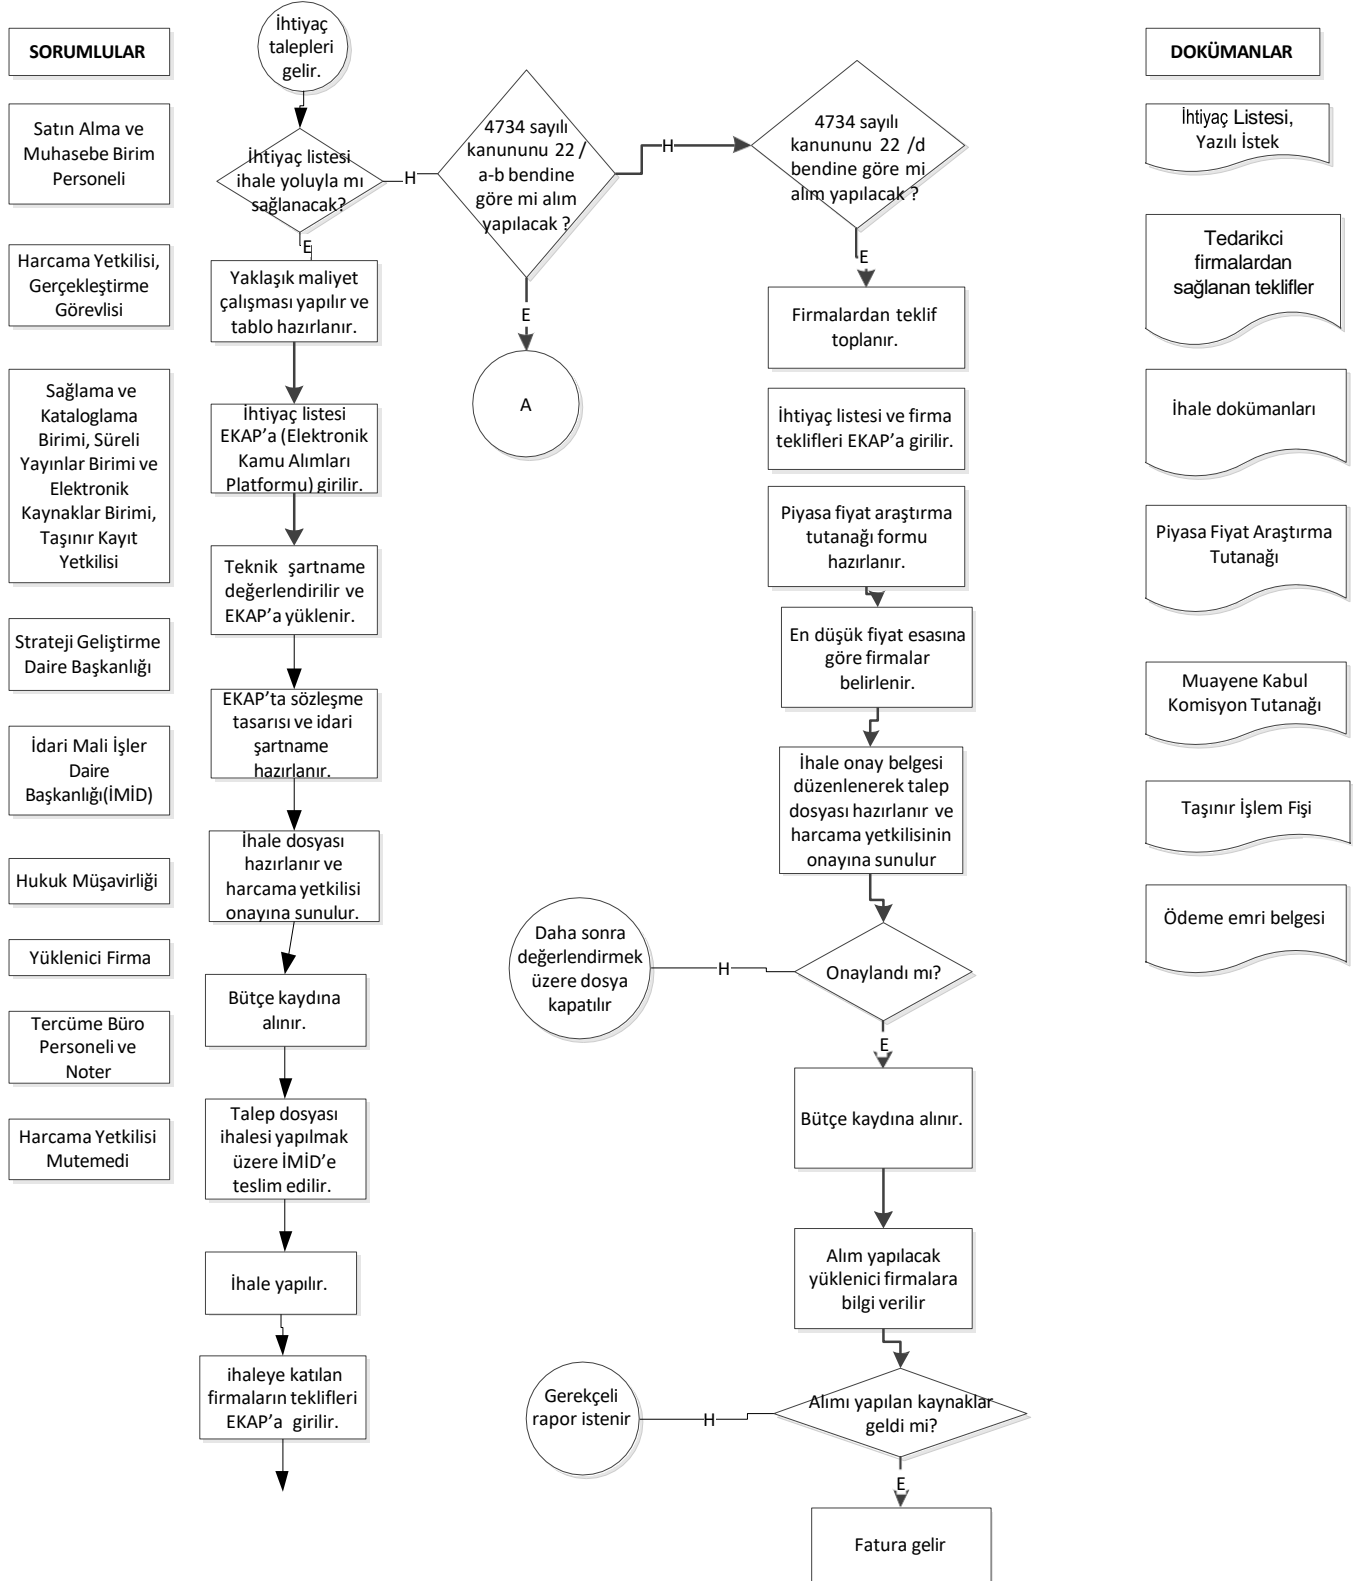 SORUMLULAR
Satın Alma ve
Muhasebe Birim
Personeli
Harcama Yetkilisi,
Gerçekleştirme
Görevlisi
Sağlama ve
Kataloglama
Birimi, Süreli
Yayınlar Birimi ve
Elektronik
Kaynaklar Birimi,
Taşınır Kayıt
Yetkilisi
Strateji Geliştirme
Daire Başkanlığı
İdari Mali İşler
Daire
Başkanlığı(İMİD)
Hukuk Müşavirliği
Yüklenici Firma
Tercüme Büro
Personeli ve
Noter
Harcama Yetkilisi
Mutemedi
İhtiyaç
talepleri
gelir.
İhtiyaç listesi
ihale yoluyla mı
sağlanacak?
H
E
Yaklaşık maliyet
çalışması yapılır ve
tablo hazırlanır.
İhtiyaç listesi
EKAP’a (Elektronik
Kamu Alımları
Platformu) girilir.
Teknik şartname
değerlendirilir ve
EKAP’a yüklenir.
EKAP’ta sözleşme
tasarısı ve idari
şartname
hazırlanır.
İhale dosyası
hazırlanır ve
harcama yetkilisi
onayına sunulur.
Bütçe kaydına
alınır.
Talep dosyası
ihalesi yapılmak
üzere İMİD’e
teslim edilir.
İhale yapılır.
ihaleye katılan
firmaların teklifleri
EKAP’a girilir.
4734 sayılı
kanununu 22 /
a-b bendine
göre mi alım
yapılacak ?
H
E
A
4734 sayılı
kanununu 22 /d
bendine göre mi
alım yapılacak ?
E
Firmalardan teklif
toplanır.
İhtiyaç listesi ve firma
teklifleri EKAP’a girilir.
Piyasa fiyat araştırma
tutanağı formu
hazırlanır.
En düşük fiyat esasına
göre firmalar
belirlenir.
İhale onay belgesi
düzenlenerek talep
dosyası hazırlanır ve
harcama yetkilisinin
onayına sunulur
Onaylandı mı?
H
Daha sonra
değerlendirmek
üzere dosya
kapatılır
E
Bütçe kaydına alınır.
Alım yapılacak
yüklenici firmalara
bilgi verilir
Alımı yapılan kaynaklar
geldi mi?
H
Gerekçeli
rapor istenir
E
Fatura gelir
DOKÜMANLAR
İhtiyaç Listesi,
Yazılı İstek
Tedarikci
firmalardan
sağlanan teklifler
İhale dokümanları
Piyasa Fiyat Araştırma
Tutanağı
Muayene Kabul
Komisyon Tutanağı
Taşınır İşlem Fişi
Ödeme emri belgesi